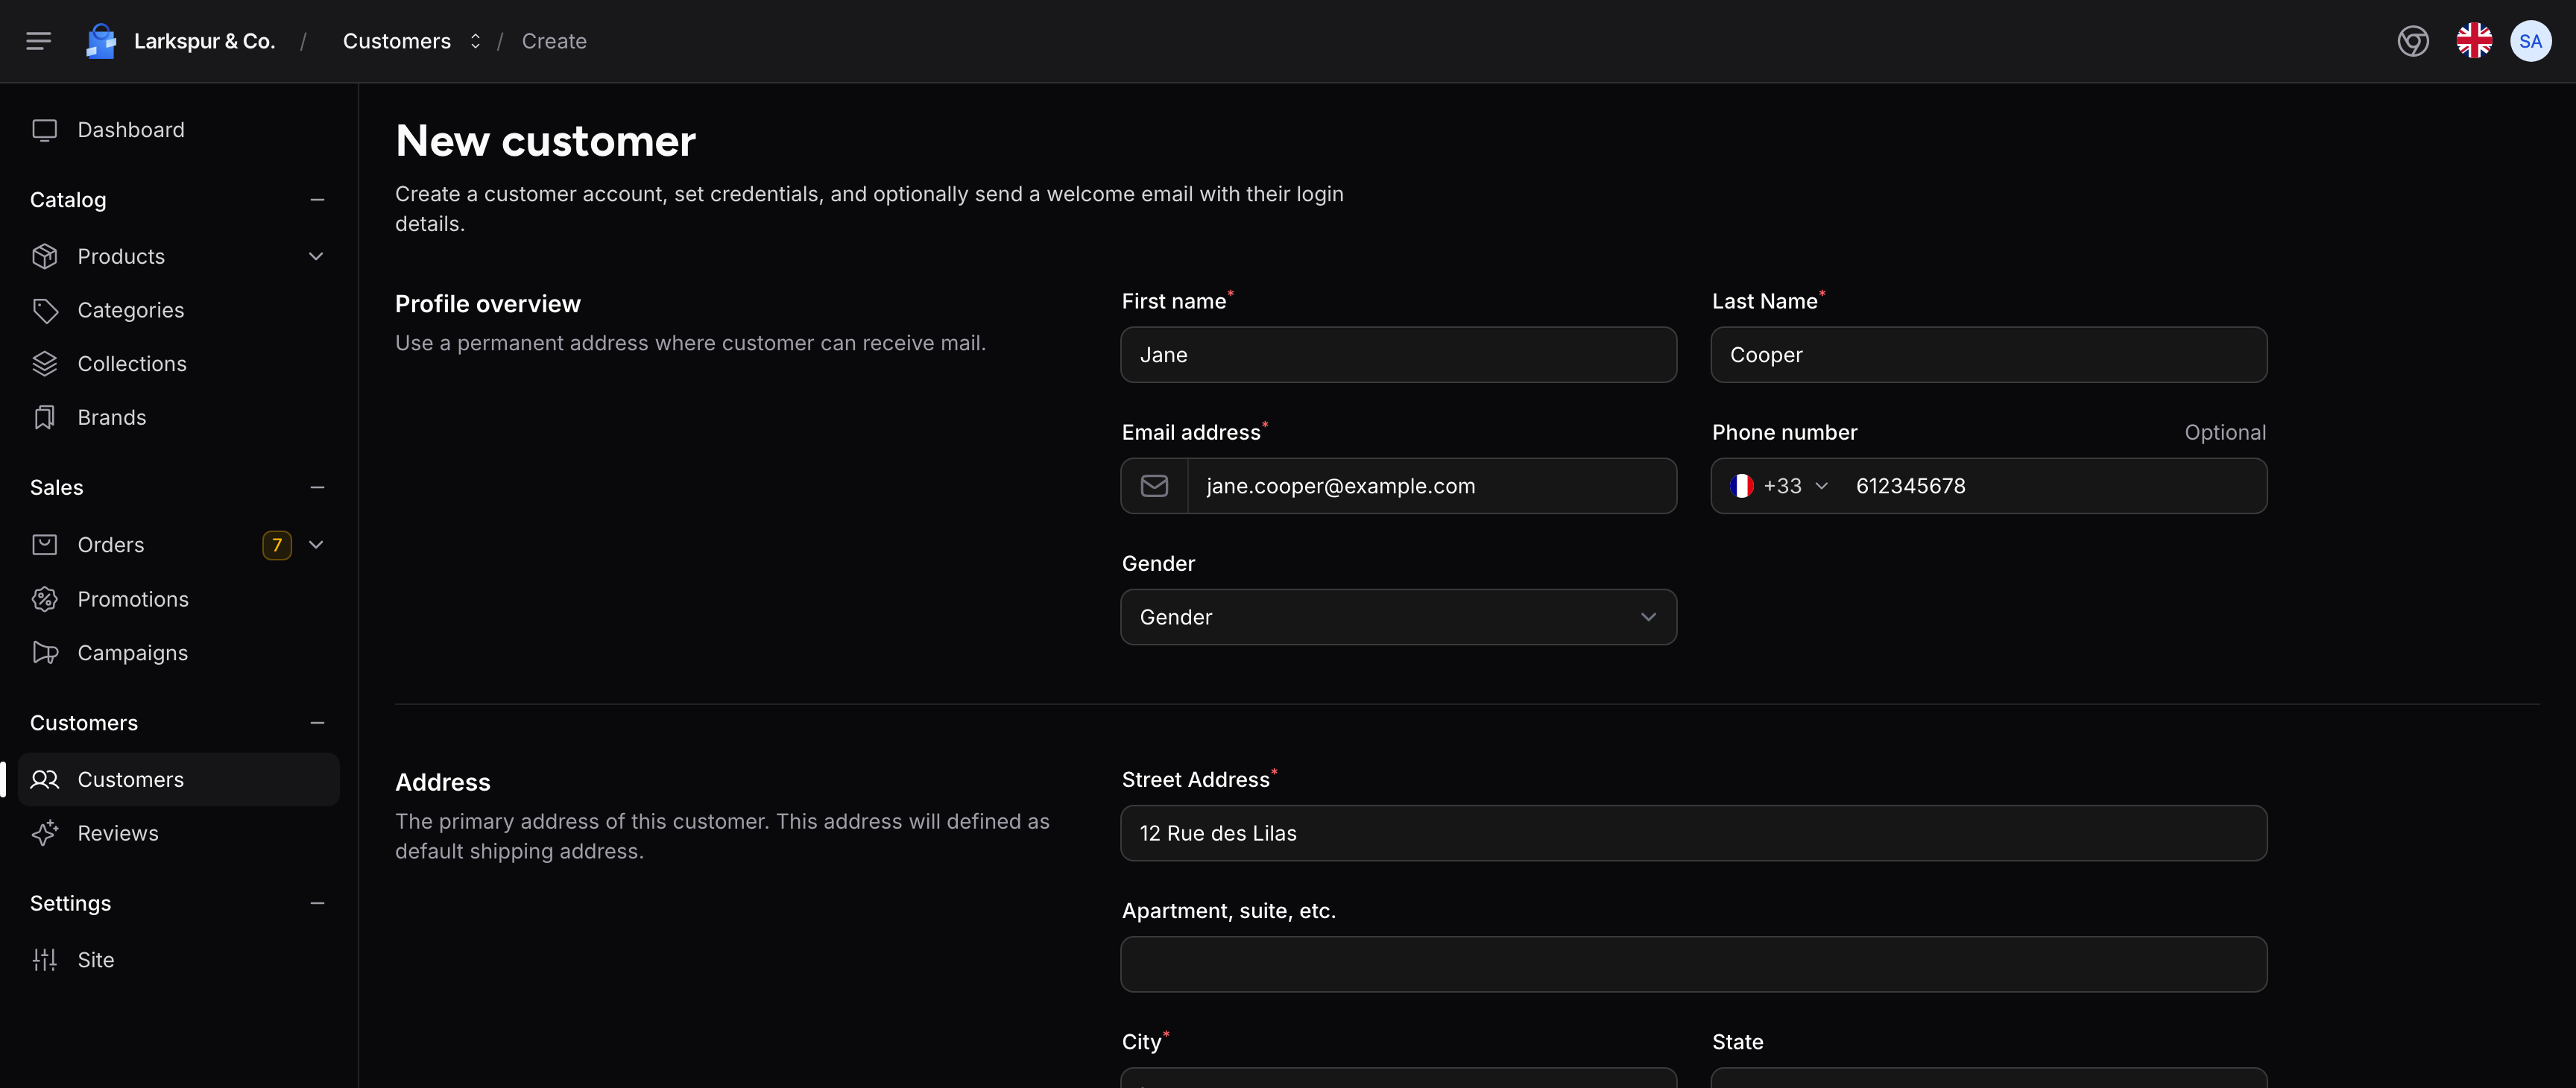 Larkspur & Co. / Customers / Create
SA
Dashboard
Catalog
Products
Categories
Collections
Brands
Sales
Orders 7
Promotions
Campaigns
Customers
Customers
Reviews
Settings
Site
New customer
Create a customer account, set credentials, and optionally send a welcome email with their login
details.
Profile overview
Use a permanent address where customer can receive mail.
First name*
Jane
Last Name*
Cooper
Email address*
jane.cooper@example.com
Phone number Optional
+33 612345678
Gender
Gender
Address
The primary address of this customer. This address will defined as
default shipping address.
Street Address*
12 Rue des Lilas
Apartment, suite, etc.
City*
State